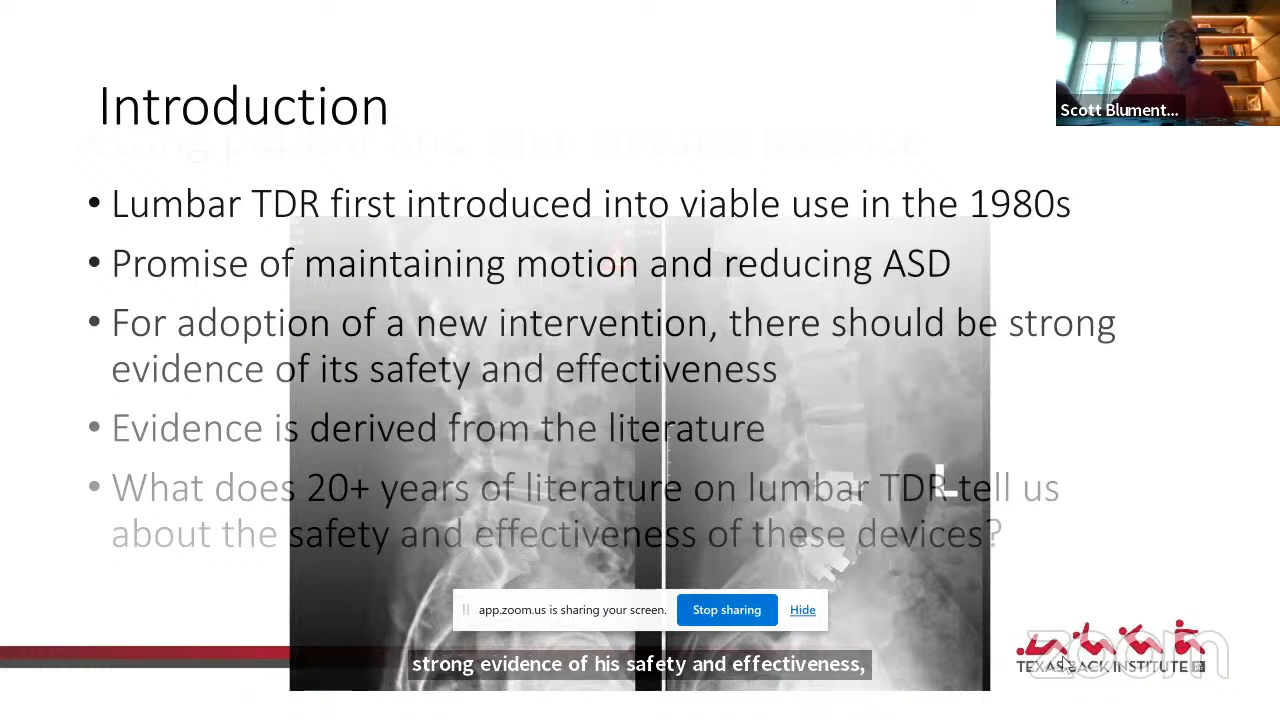 Introduction
Scott Blument...
• Lumbar TDR first introduced into viable use in the 1980s
• Promise of maintaining motion and reducing ASD
• For adoption of a new intervention, there should be strong
evidence of its safety and effectiveness
• Evidence is derived from the literature
• What does 20+ years of literature on lumbar TDR tell us
about the safety and effectiveness of these devices?
L
app.zoom.us is sharing your screen.
Stop sharing
Hide
strong evidence of his safety and effectiveness,
zoom
TEXAS BACK INSTITUTE